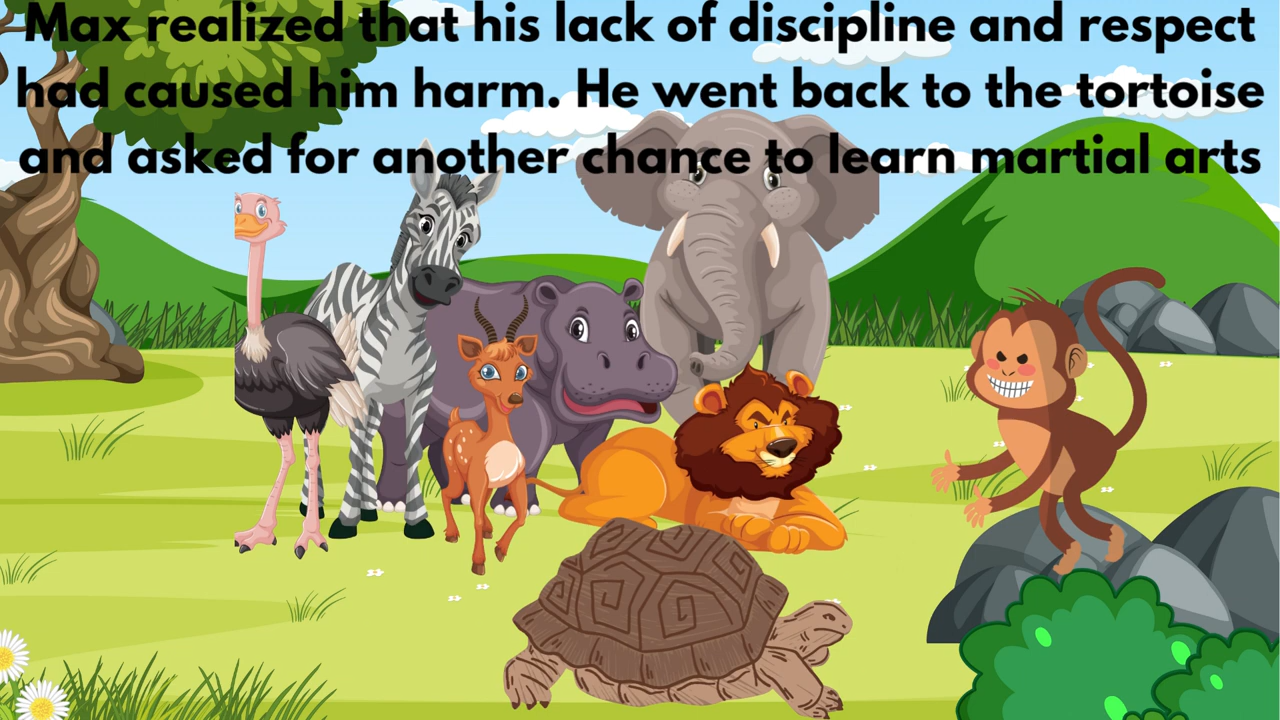 Max realized that his lack of discipline and respect
had caused him harm. He went back to the tortoise
and asked for another chance to learn martial arts